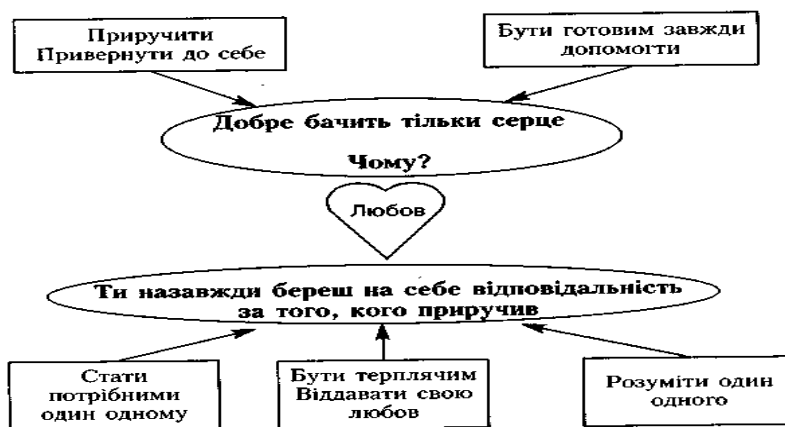 Приручити
Привернути до себе
Бути готовим завжди
допомогти
Добре бачить тільки серце
Чому?
Любов
Ти назавжди береш на себе відповідальність
за того, кого приручив
Стати
потрібними
один одному
Бути терплячим
Віддавати свою
любов
Розуміти один
одного